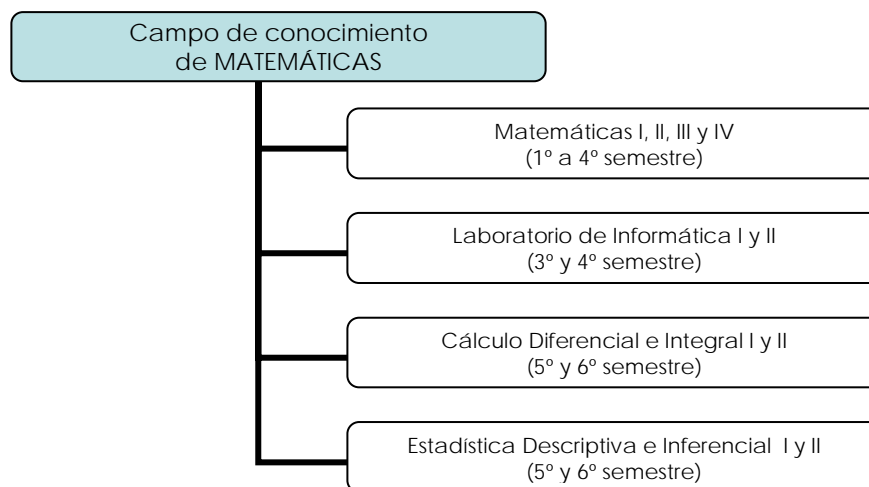 Campo de conocimiento
de MATEMÁTICAS
Matemáticas I, II, III y IV
(1º a 4º semestre)
Laboratorio de Informática I y II
(3º y 4º semestre)
Cálculo Diferencial e Integral I y II
(5º y 6º semestre)
Estadística Descriptiva e Inferencial I y II
(5º y 6º semestre)